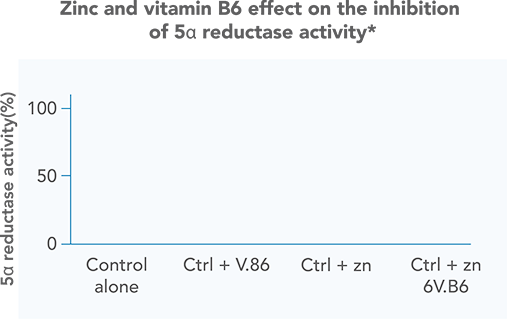 Zinc and vitamin B6 effect on the inhibition
of 5α reductase activity*
5α reductase activity(%)
100
50
0
Control
alone
Ctrl + V.86
Ctrl + zn
Ctrl + zn
6V.B6